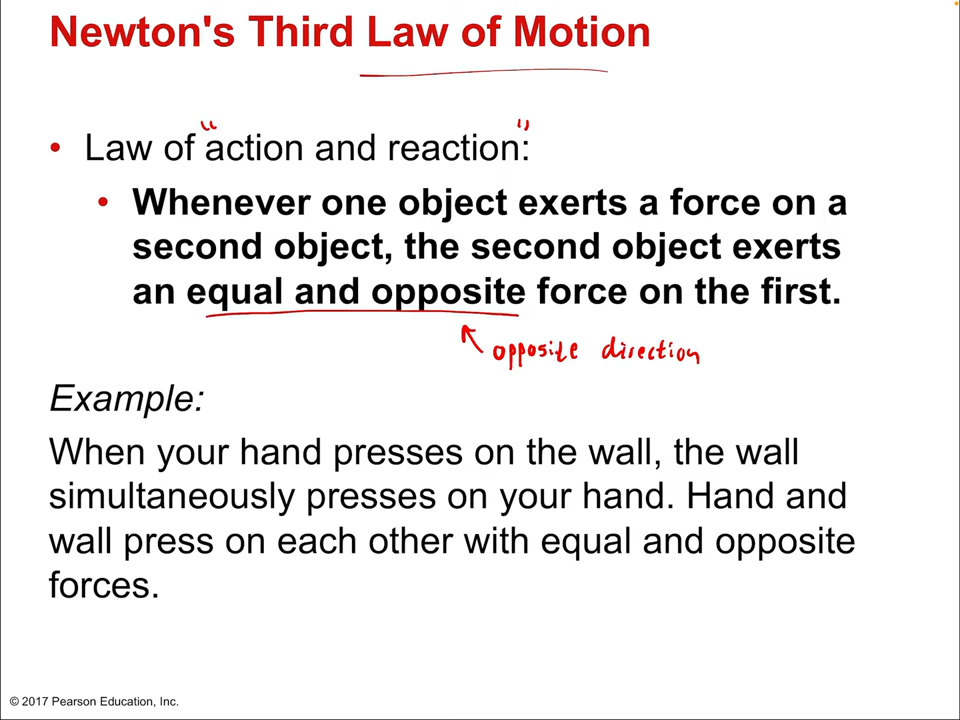 Newton's Third Law of Motion
• Law of "action and reaction":
• Whenever one object exerts a force on a
second object, the second object exerts
an equal and opposite force on the first.
opposite direction
Example:
When your hand presses on the wall, the wall
simultaneously presses on your hand. Hand and
wall press on each other with equal and opposite
forces.
© 2017 Pearson Education, Inc.